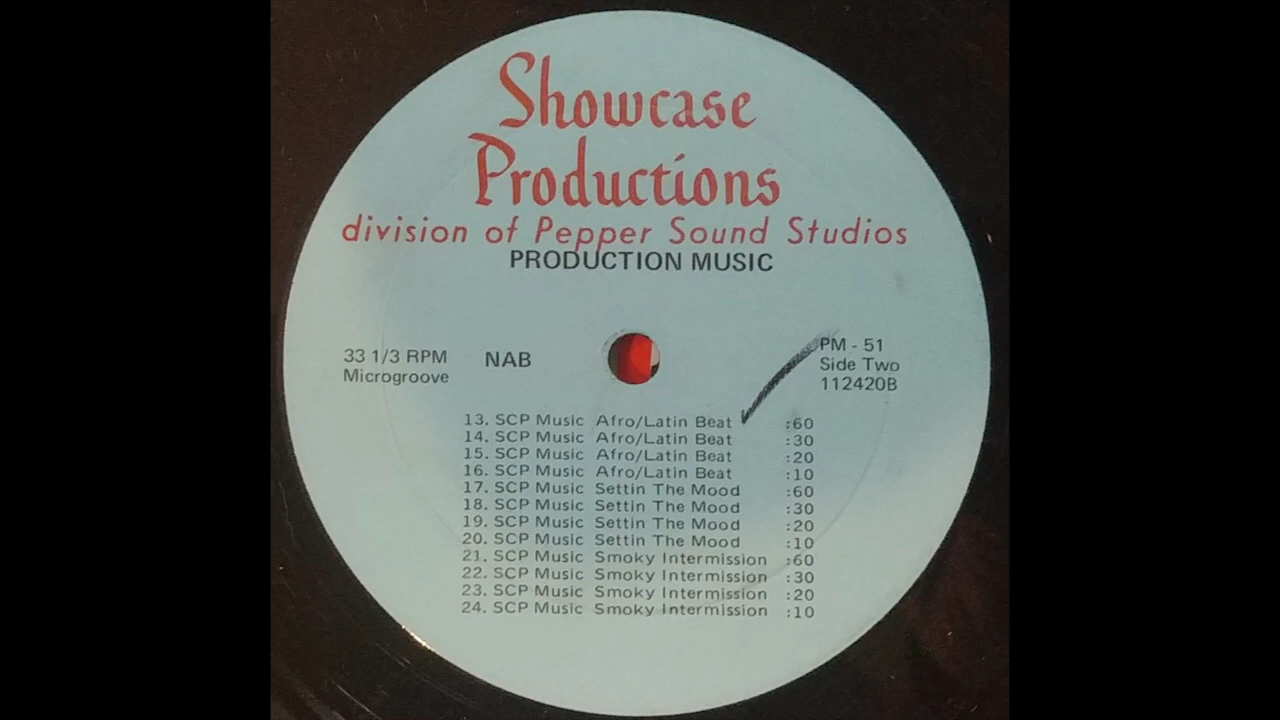 Showcase
Productions
division of Pepper Sound Studios
PRODUCTION MUSIC
33 1/3 RPM
Microgroove
NAB
PM - 51
Side Two
112420B
13. SCP Music Afro/Latin Beat :60
14. SCP Music Afro/Latin Beat :30
15. SCP Music Afro/Latin Beat :20
16. SCP Music Afro/Latin Beat :10
17. SCP Music Settin The Mood :60
18. SCP Music Settin The Mood :30
19. SCP Music Settin The Mood :20
20. SCP Music Settin The Mood :10
21. SCP Music Smoky Intermission :60
22. SCP Music Smoky Intermission :30
23. SCP Music Smoky Intermission :20
24. SCP Music Smoky Intermission :10